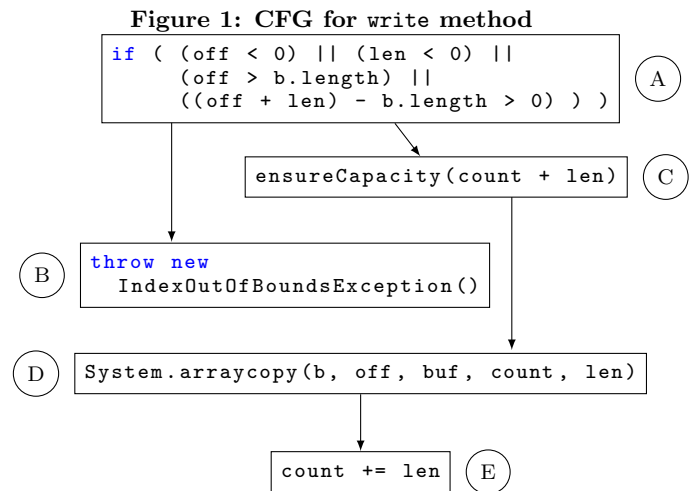 Figure 1: CFG for write method
if ( (off < 0) || (len < 0) ||
(off > b.length) ||
((off + len) - b.length > 0) ) )
A
ensureCapacity(count + len)
C
B
throw new
IndexOutOfBoundsException()
D
System.arraycopy(b, off, buf, count, len)
count += len
E